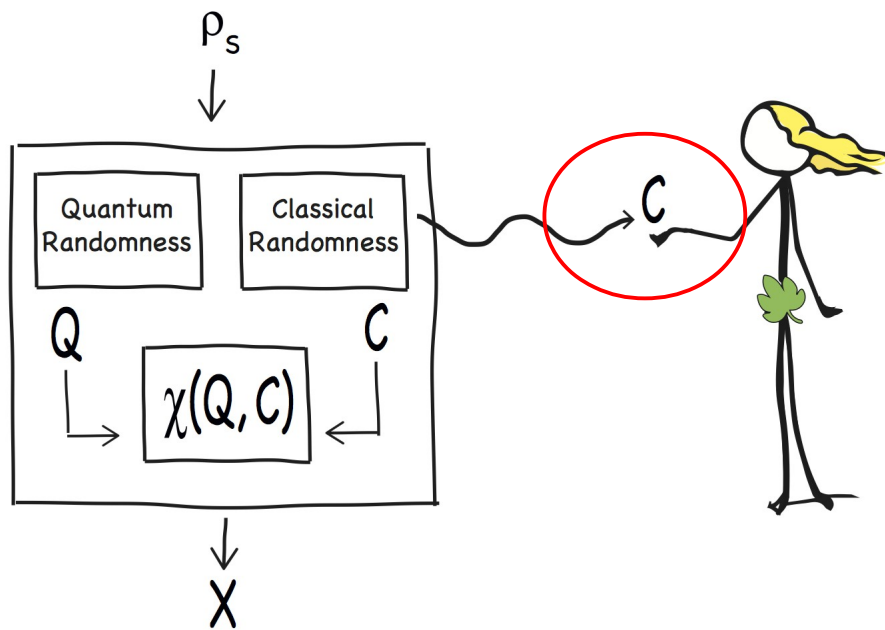 ρs
Quantum
Randomness
Classical
Randomness
C
Q
C
χ(Q, C)
X